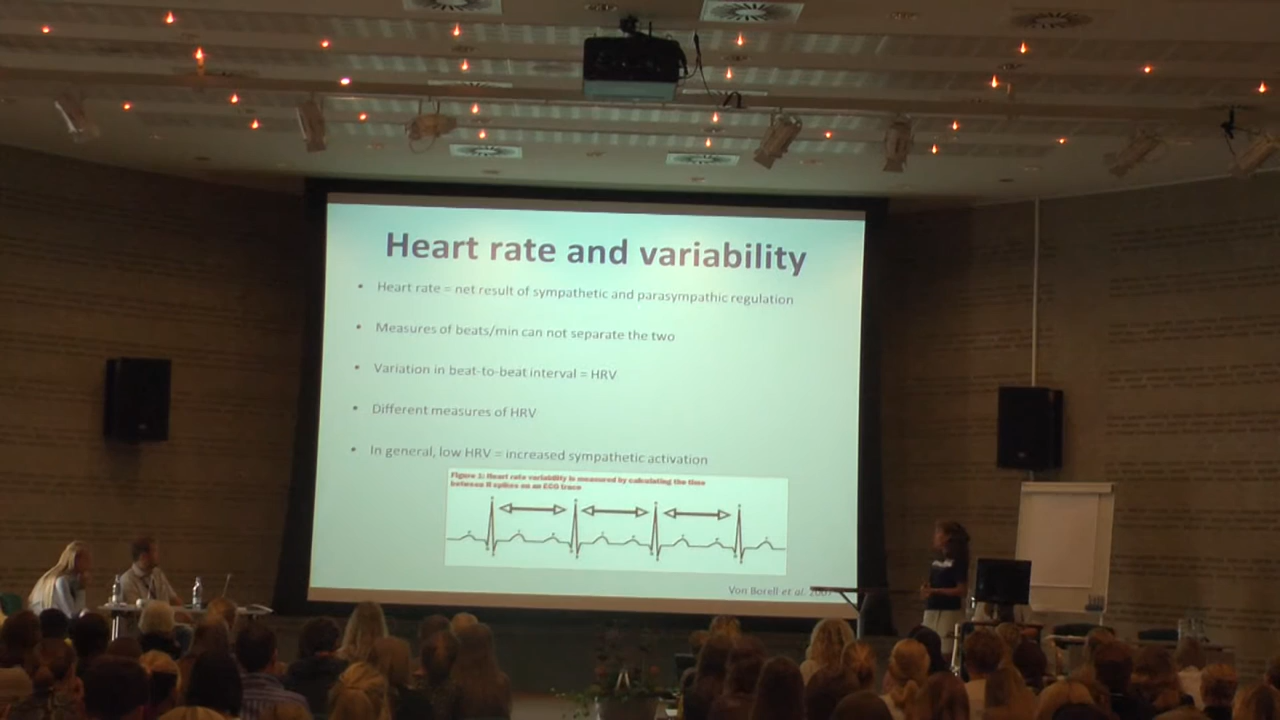 Heart rate and variability
• Heart rate = net result of sympathetic and parasympathic regulation
• Measures of beats/min can not separate the two
• Variation in beat-to-beat interval = HRV
• Different measures of HRV
• In general, low HRV = increased sympathetic activation
Figure 1: Heart rate variability is measured by calculating the time
between R spikes on an ECG trace
Von Borell et al.